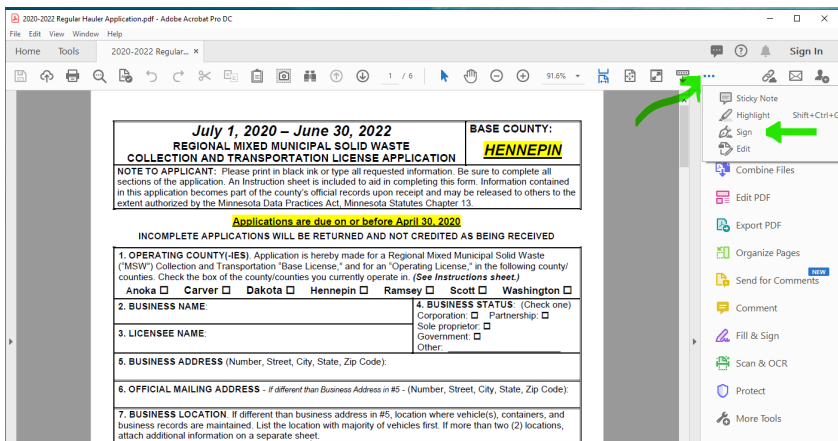 2020-2022 Regular Hauler Application.pdf - Adobe Acrobat Pro DC
File Edit View Window Help
Home Tools 2020-2022 Regular... × Sign In
1 / 6 91.6%
Sticky Note
Highlight Shift+Ctrl+G
Sign
Edit
Combine Files
Edit PDF
Export PDF
Organize Pages
NEW
Send for Comments
Comment
Fill & Sign
Scan & OCR
Protect
More Tools
July 1, 2020 – June 30, 2022
REGIONAL MIXED MUNICIPAL SOLID WASTE
COLLECTION AND TRANSPORTATION LICENSE APPLICATION
BASE COUNTY:
HENNEPIN
NOTE TO APPLICANT: Please print in black ink or type all requested information. Be sure to complete all
sections of the application. An Instruction sheet is included to aid in completing this form. Information contained
in this application becomes part of the county's official records upon receipt and may be released to others to the
extent authorized by the Minnesota Data Practices Act, Minnesota Statutes Chapter 13.
Applications are due on or before April 30, 2020
INCOMPLETE APPLICATIONS WILL BE RETURNED AND NOT CREDITED AS BEING RECEIVED
1. OPERATING COUNTY(-IES). Application is hereby made for a Regional Mixed Municipal Solid Waste
("MSW") Collection and Transportation "Base License," and for an "Operating License," in the following county/
counties. Check the box of the county/counties you currently operate in. (See Instructions sheet.)
Anoka ☐ Carver ☐ Dakota ☐ Hennepin ☐ Ramsey ☐ Scott ☐ Washington ☐
2. BUSINESS NAME:
3. LICENSEE NAME:
4. BUSINESS STATUS: (Check one)
Corporation: ☐ Partnership: ☐
Sole proprietor: ☐
Government: ☐
Other:
5. BUSINESS ADDRESS (Number, Street, City, State, Zip Code):
6. OFFICIAL MAILING ADDRESS - If different than Business Address in #5 - (Number, Street, City, State, Zip Code):
7. BUSINESS LOCATION. If different than business address in #5, location where vehicle(s), containers, and
business records are maintained. List the location with majority of vehicles first. If more than two (2) locations,
attach additional information on a separate sheet.